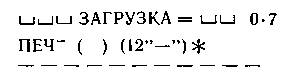 ⎵⎵⎵ ЗАГРУЗКА = ⎵⎵ 0·7
ПЕЧ⁻ ( ) (12”—”) *